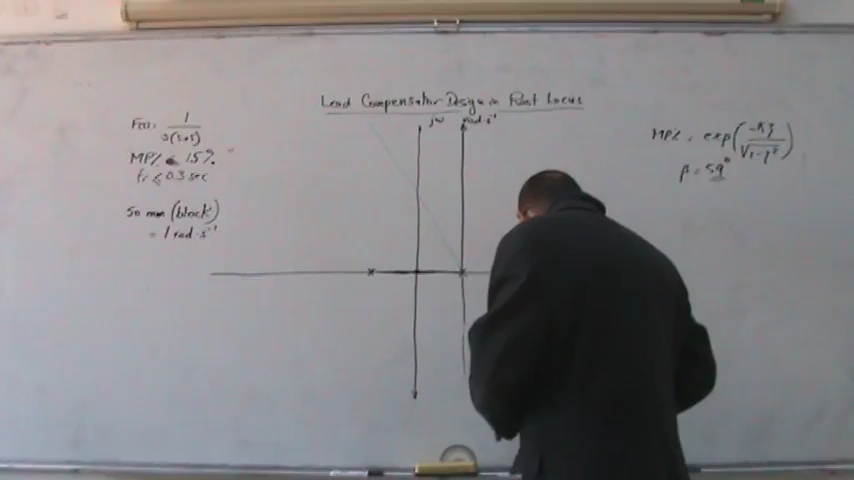 Lead Compensator Design in Root Locus
For: 1
s(s+5)
MP% ≤ 15%
tr ≤ 0.3 sec
50 mm (block)
= 1 rad·s⁻¹
jω rad·s⁻¹
MP% = exp(-πζ/√1-ζ²)
β = 59°